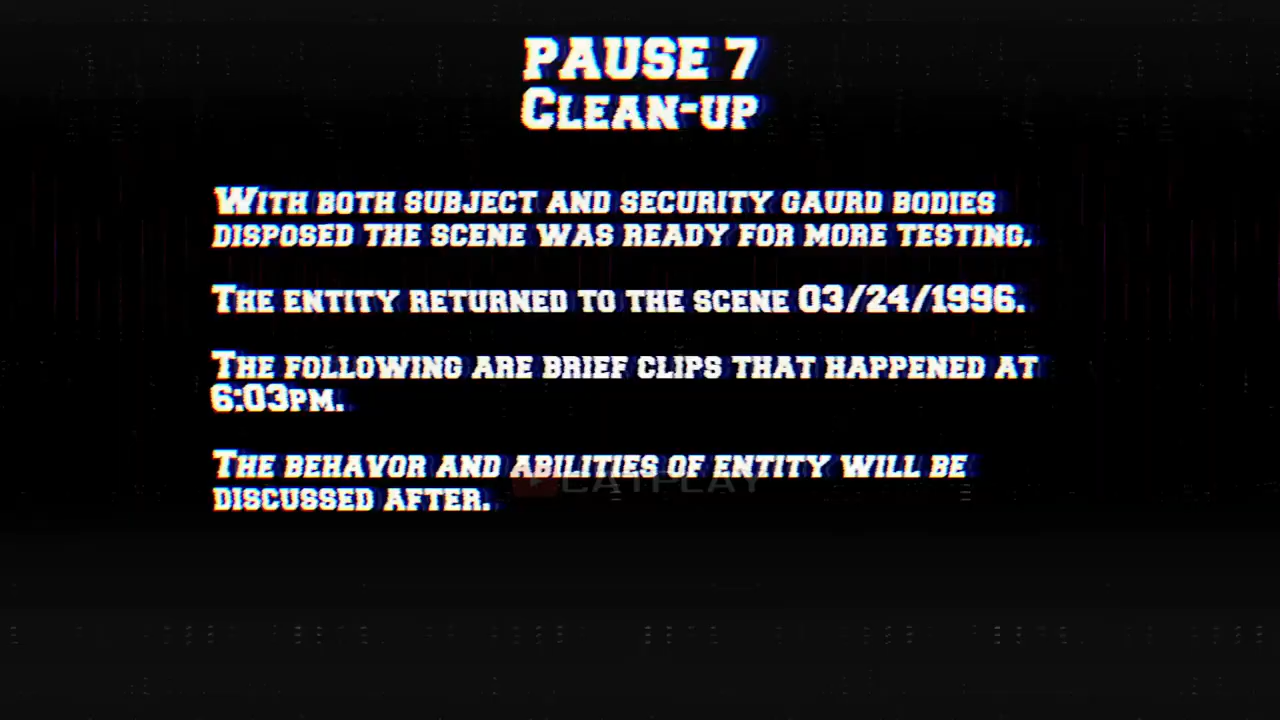 PAUSE 7
CLEAN-UP
WITH BOTH SUBJECT AND SECURITY GAURD BODIES
DISPOSED THE SCENE WAS READY FOR MORE TESTING.
THE ENTITY RETURNED TO THE SCENE 03/24/1996.
THE FOLLOWING ARE BRIEF CLIPS THAT HAPPENED AT
6:03PM.
THE BEHAVOR AND ABILITIES OF ENTITY WILL BE
DISCUSSED AFTER.
CATPLAY